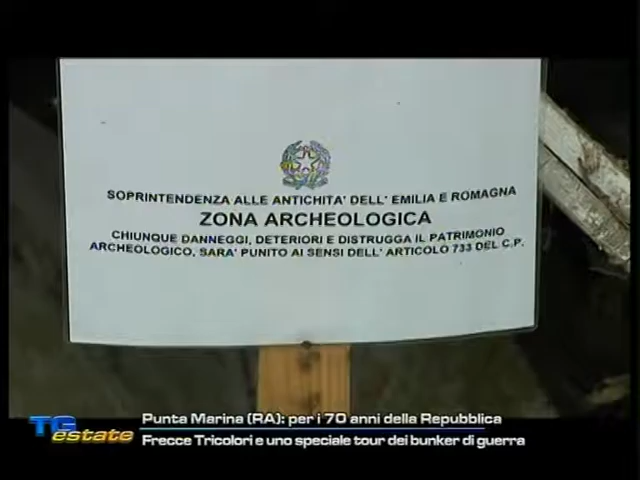 SOPRINTENDENZA ALLE ANTICHITA' DELL' EMILIA E ROMAGNA
ZONA ARCHEOLOGICA
CHIUNQUE DANNEGGI, DETERIORI E DISTRUGGA IL PATRIMONIO
ARCHEOLOGICO, SARA' PUNITO AI SENSI DELL' ARTICOLO 733 DEL C.P.
TG estate
Punta Marina (RA): per i 70 anni della Repubblica
Frecce Tricolori e uno speciale tour dei bunker di guerra